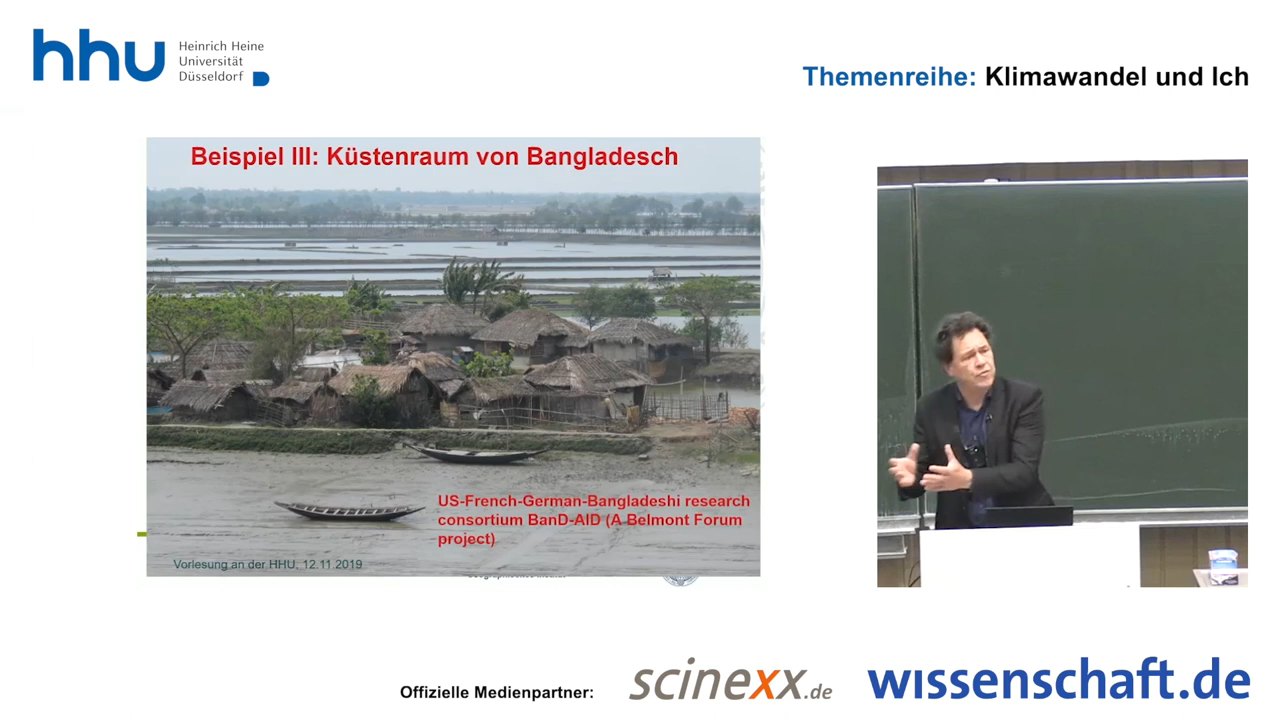 hhu
Heinrich Heine
Universität
Düsseldorf
Themenreihe: Klimawandel und Ich
Beispiel III: Küstenraum von Bangladesch
US-French-German-Bangladeshi research
consortium BanD-AID (A Belmont Forum
project)
Vorlesung an der HHU, 12.11.2019
Offizielle Medienpartner:
scinexx.de
wissenschaft.de